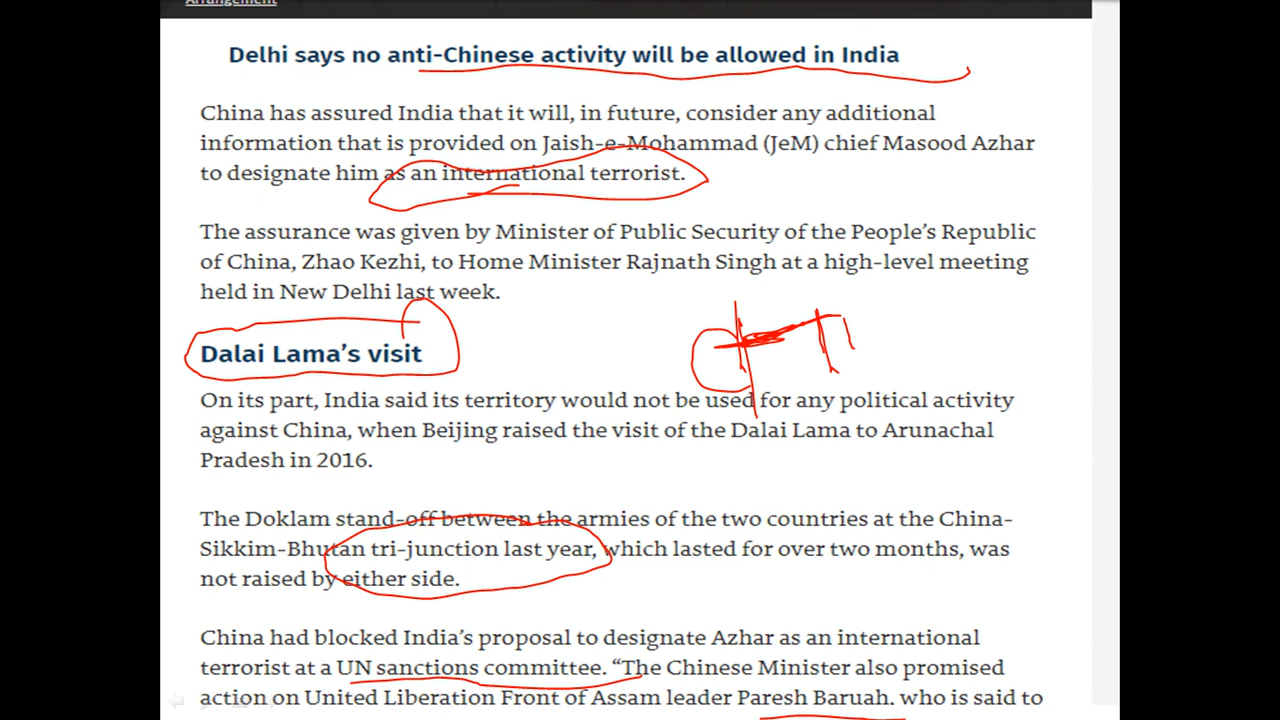 Arrangement
Delhi says no anti-Chinese activity will be allowed in India
China has assured India that it will, in future, consider any additional
information that is provided on Jaish-e-Mohammad (JeM) chief Masood Azhar
to designate him as an international terrorist.
The assurance was given by Minister of Public Security of the People’s Republic
of China, Zhao Kezhi, to Home Minister Rajnath Singh at a high-level meeting
held in New Delhi last week.
Dalai Lama’s visit
On its part, India said its territory would not be used for any political activity
against China, when Beijing raised the visit of the Dalai Lama to Arunachal
Pradesh in 2016.
The Doklam stand-off between the armies of the two countries at the China-
Sikkim-Bhutan tri-junction last year, which lasted for over two months, was
not raised by either side.
China had blocked India’s proposal to designate Azhar as an international
terrorist at a UN sanctions committee. “The Chinese Minister also promised
action on United Liberation Front of Assam leader Paresh Baruah, who is said to